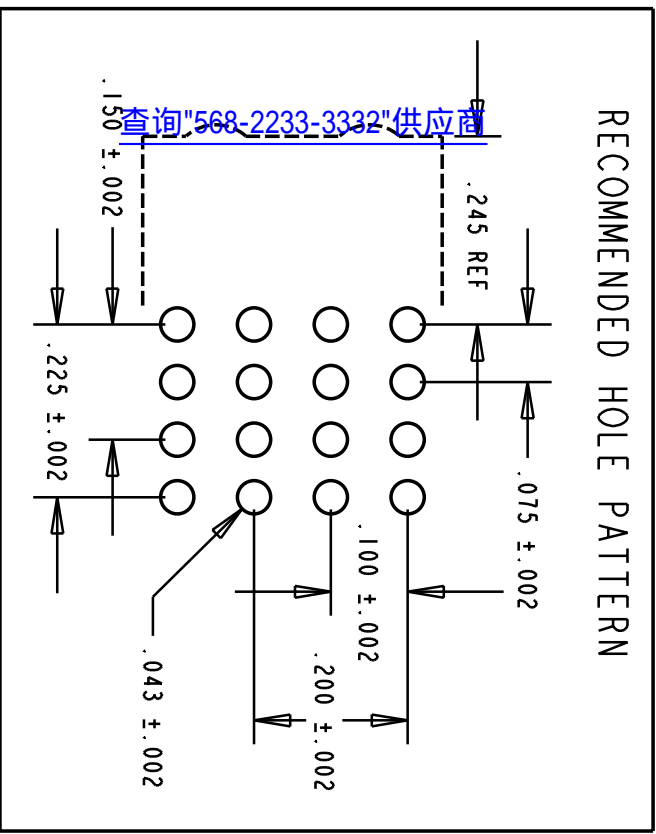 RECOMMENDED HOLE PATTERN
查询"568-2233-3332"供应商
.150 ±.002
.245 REF
.225 ±.002
.075 ±.002
.100 ±.002
.200 ±.002
.043 ±.002